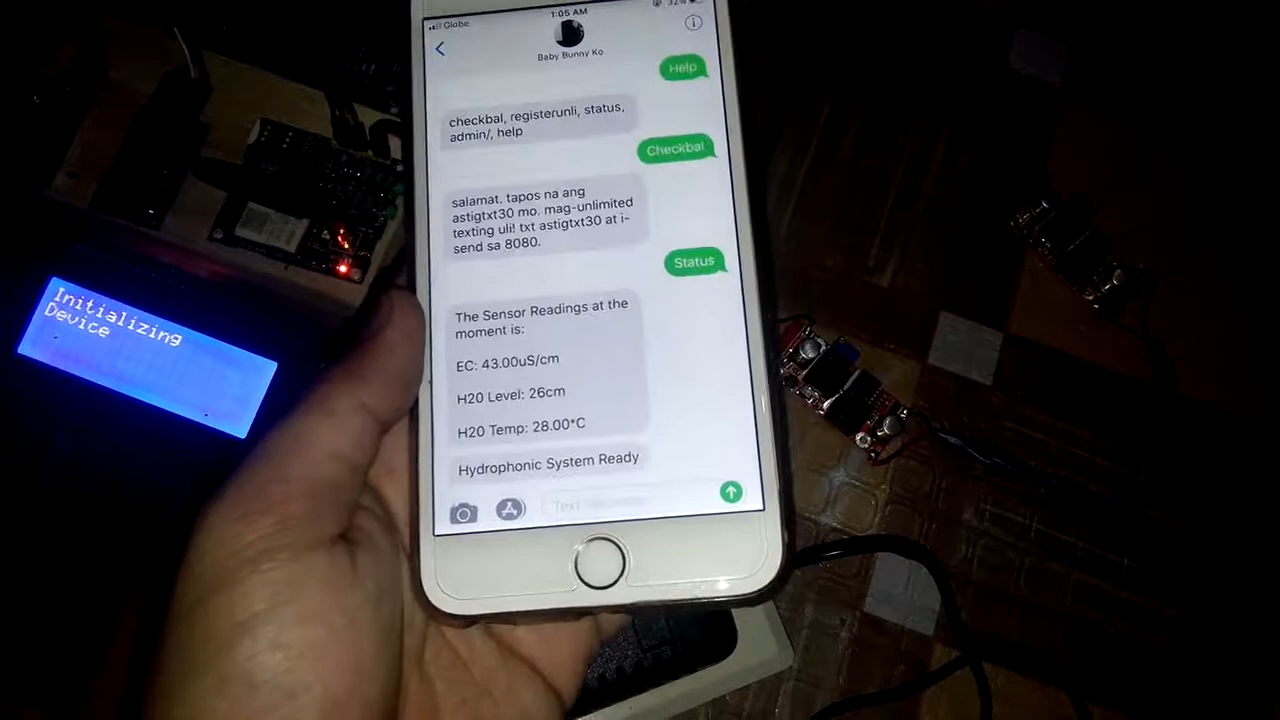 Globe
1:05 AM
Baby Bunny Ko
Help
checkbal, registerunli, status,
admin/, help
Checkbal
salamat. tapos na ang
astigtxt30 mo. mag-unlimited
texting uli! txt astigtxt30 at i-
send sa 8080.
Status
The Sensor Readings at the
moment is:
EC: 43.00uS/cm
H20 Level: 26cm
H20 Temp: 28.00*C
Hydrophonic System Ready
Initializing
Device